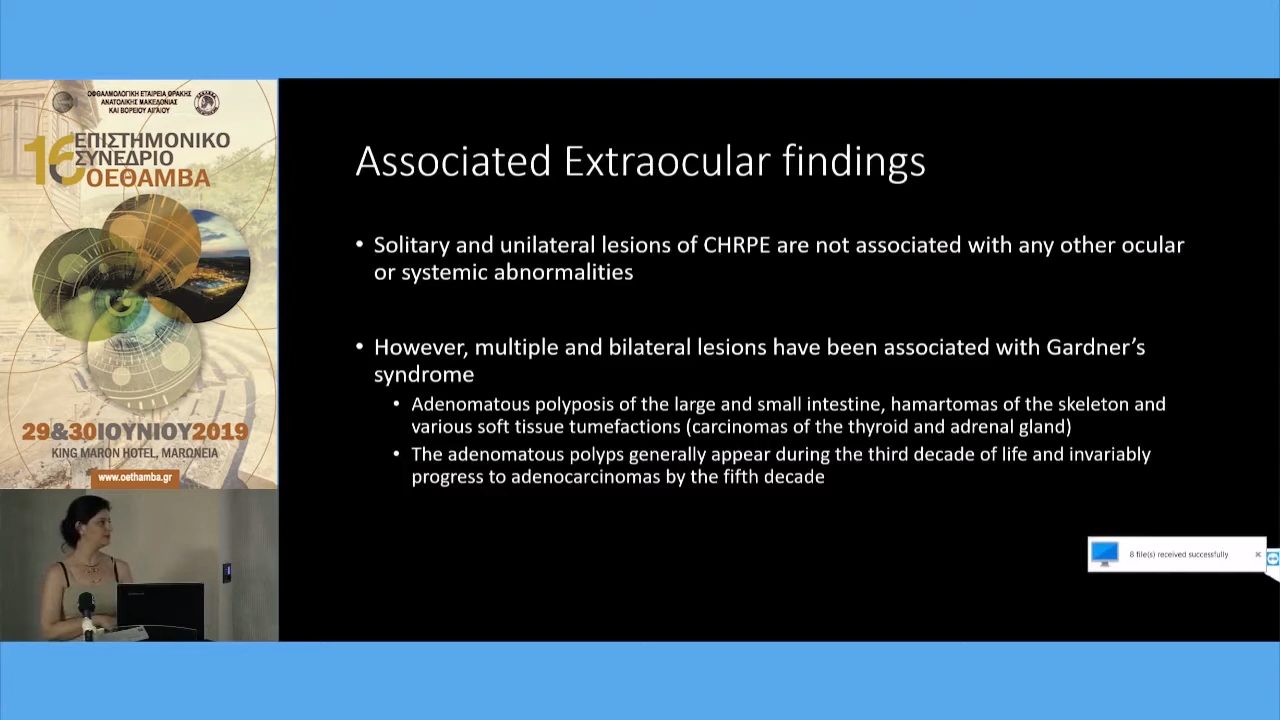 ΟΦΘΑΛΜΟΛΟΓΙΚΗ ΕΤΑΙΡΕΙΑ ΘΡΑΚΗΣ
ΑΝΑΤΟΛΙΚΗΣ ΜΑΚΕΔΟΝΙΑΣ
ΚΑΙ ΒΟΡΕΙΟΥ ΑΙΓΑΙΟΥ
16 ΕΠΙΣΤΗΜΟΝΙΚΟ
ΣΥΝΕΔΡΙΟ
ΟΕΘΑΜΒΑ
29&30ΙΟΥΝΙΟΥ2019
KING MARON HOTEL, ΜΑΡΩΝΕΙΑ
www.oethamba.gr
Associated Extraocular findings
• Solitary and unilateral lesions of CHRPE are not associated with any other ocular
or systemic abnormalities
• However, multiple and bilateral lesions have been associated with Gardner’s
syndrome
• Adenomatous polyposis of the large and small intestine, hamartomas of the skeleton and
various soft tissue tumefactions (carcinomas of the thyroid and adrenal gland)
• The adenomatous polyps generally appear during the third decade of life and invariably
progress to adenocarcinomas by the fifth decade
8 file(s) received successfully